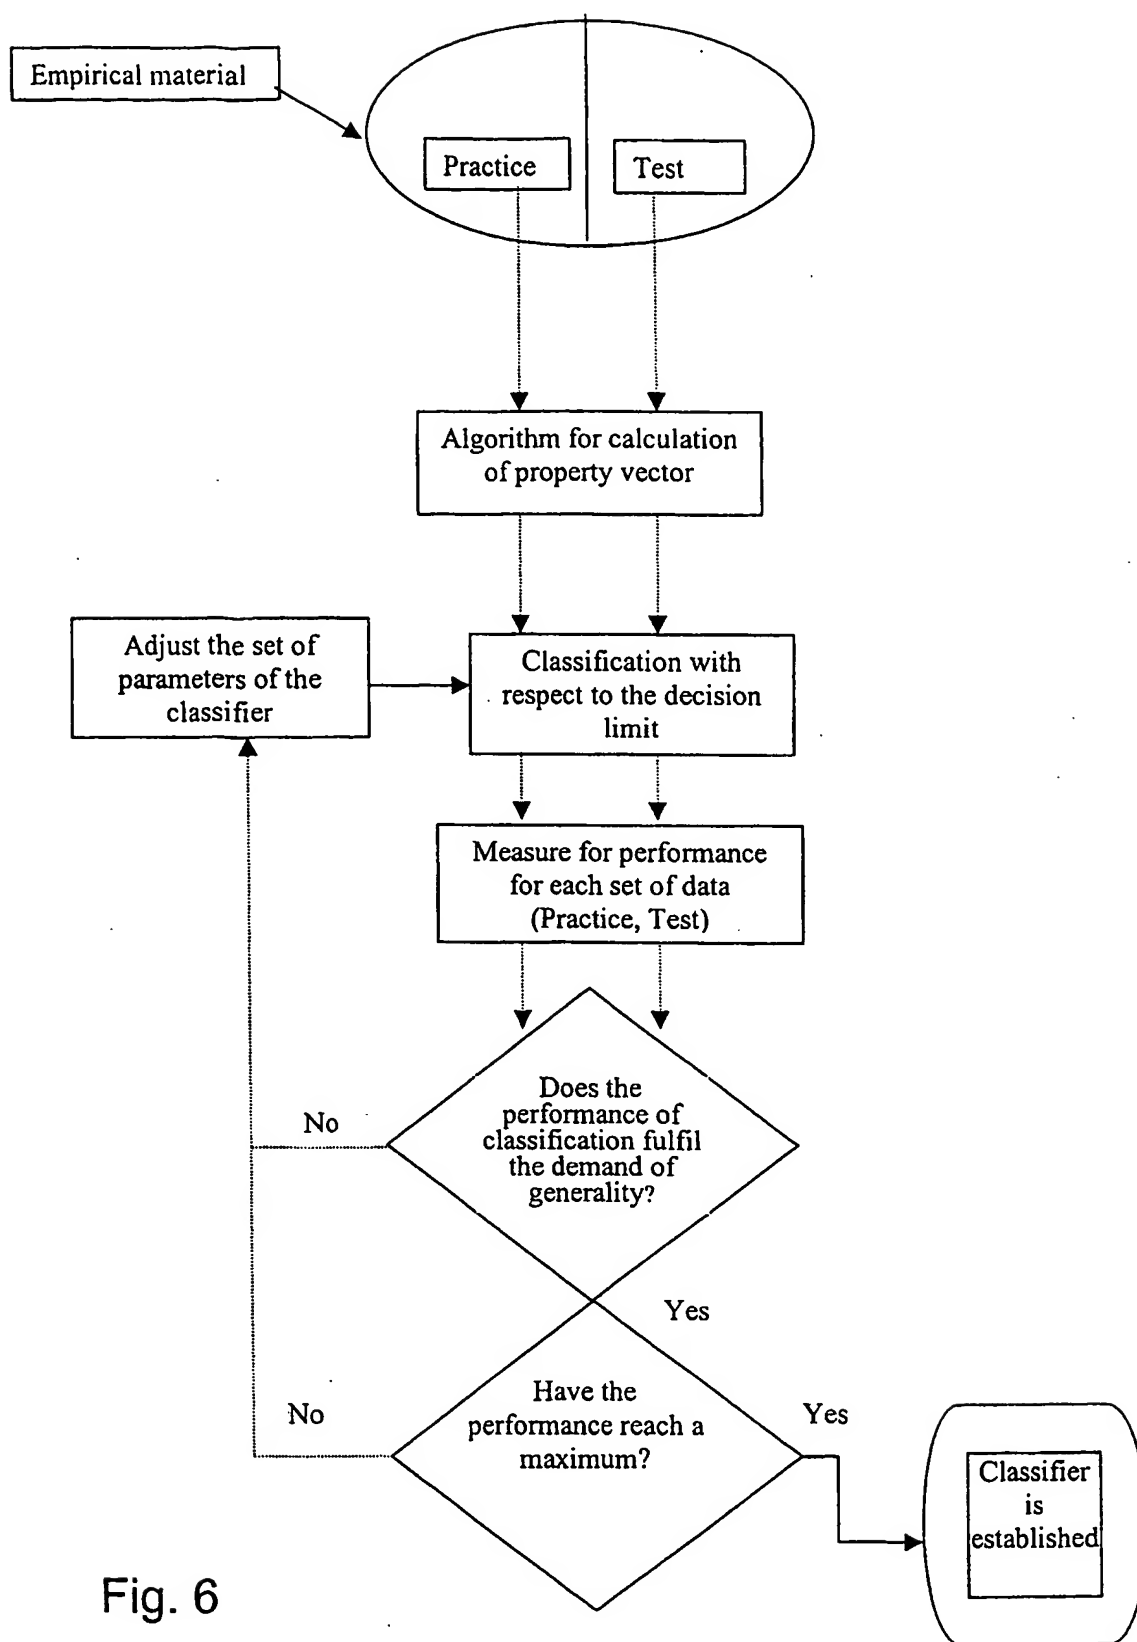 Empirical material
Practice
Test
Algorithm for calculation
of property vector
Adjust the set of
parameters of the
classifier
Classification with
respect to the decision
limit
Measure for performance
for each set of data
(Practice, Test)
Does the
performance of
classification fulfil
the demand of
generality?
No
Yes
Have the
performance reach a
maximum?
No
Yes
Classifier
is
established
Fig. 6